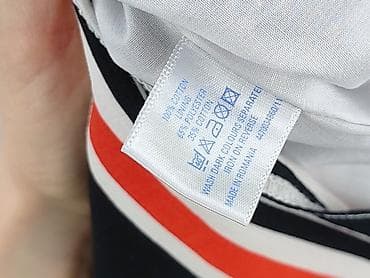 100% COTTON
LINING
65% POLYESTER
35% COTTON
WASH DARK COLOURS SEPARATELY
IRON ON REVERSE
MADE IN ROMANIA